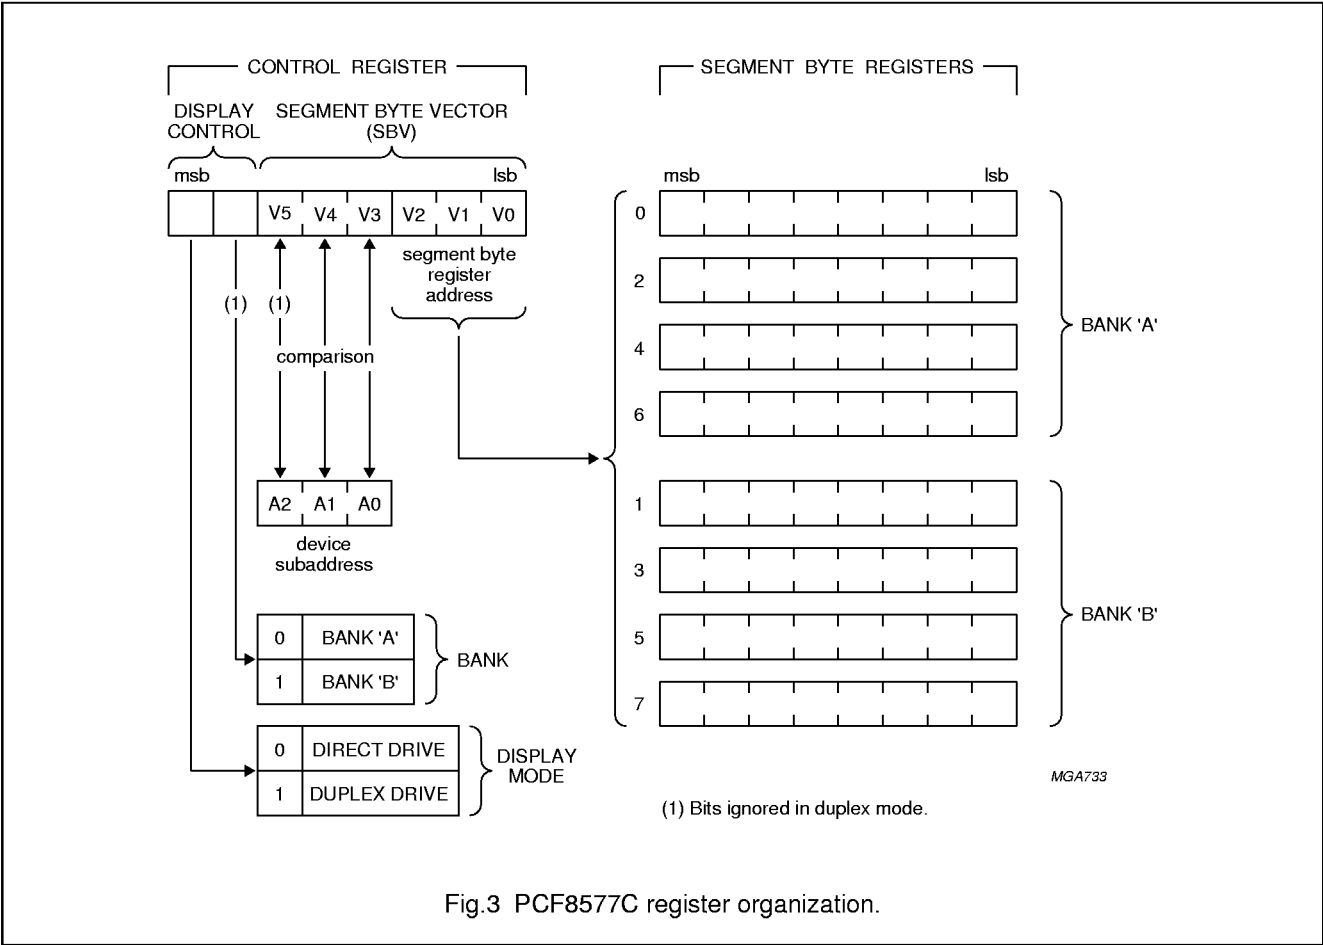 CONTROL REGISTER
SEGMENT BYTE REGISTERS
DISPLAY
CONTROL
SEGMENT BYTE VECTOR
(SBV)
msb
lsb
V5
V4
V3
V2
V1
V0
segment byte
register
address
(1)
(1)
comparison
A2
A1
A0
device
subaddress
0
BANK 'A'
1
BANK 'B'
BANK
0
DIRECT DRIVE
1
DUPLEX DRIVE
DISPLAY
MODE
msb
lsb
0
2
4
6
BANK 'A'
1
3
5
7
BANK 'B'
MGA733
(1) Bits ignored in duplex mode.
Fig.3 PCF8577C register organization.